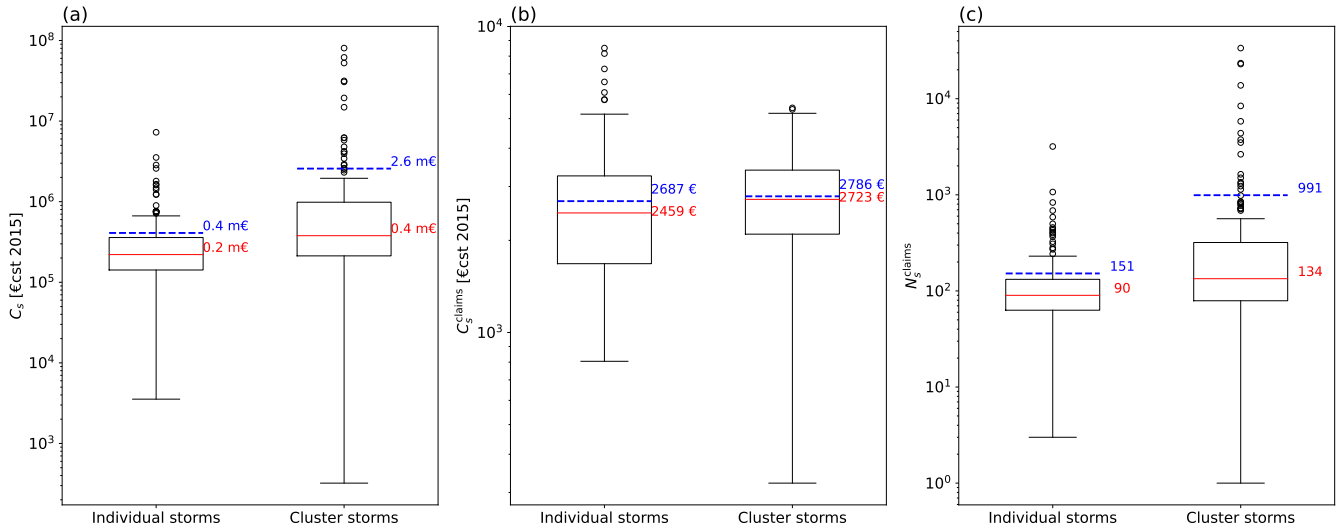 (a)
C_s [€cst 2015]
10^8
10^7
10^6
10^5
10^4
10^3
2.6 m€
0.4 m€
0.4 m€
0.2 m€
Individual storms
Cluster storms
(b)
C_s^claims [€cst 2015]
10^4
10^3
2687 €
2459 €
2786 €
2723 €
Individual storms
Cluster storms
(c)
N_s^claims
10^4
10^3
10^2
10^1
10^0
991
151
90
134
Individual storms
Cluster storms